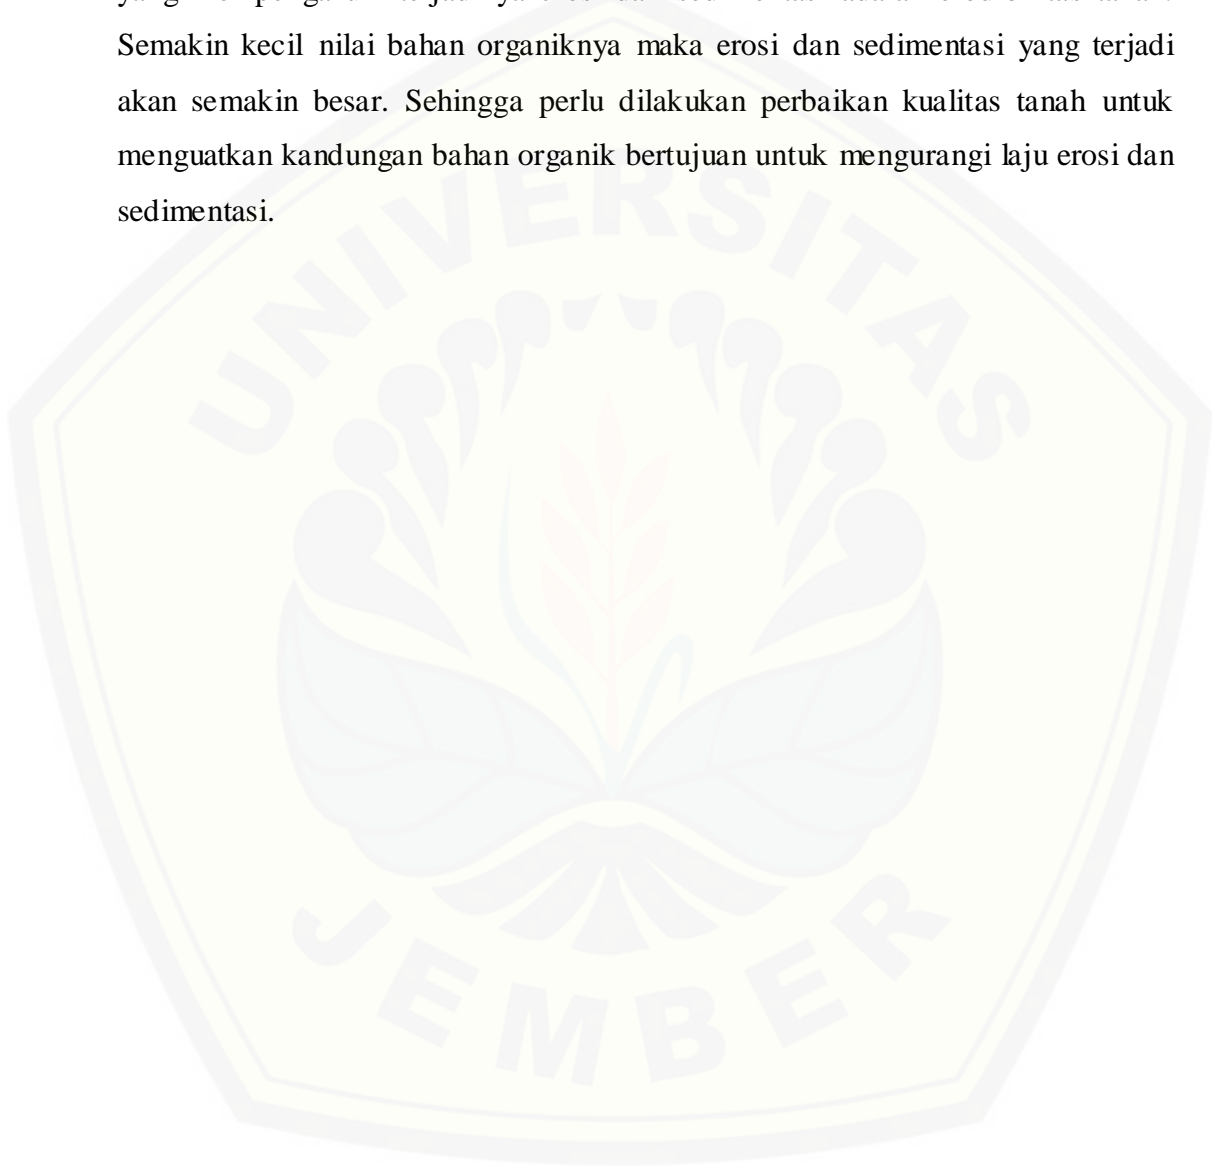 Semakin kecil nilai bahan organiknya maka erosi dan sedimentasi yang terjadi
akan semakin besar. Sehingga perlu dilakukan perbaikan kualitas tanah untuk
menguatkan kandungan bahan organik bertujuan untuk mengurangi laju erosi dan
sedimentasi.
UNIVERSITAS
JEMBER